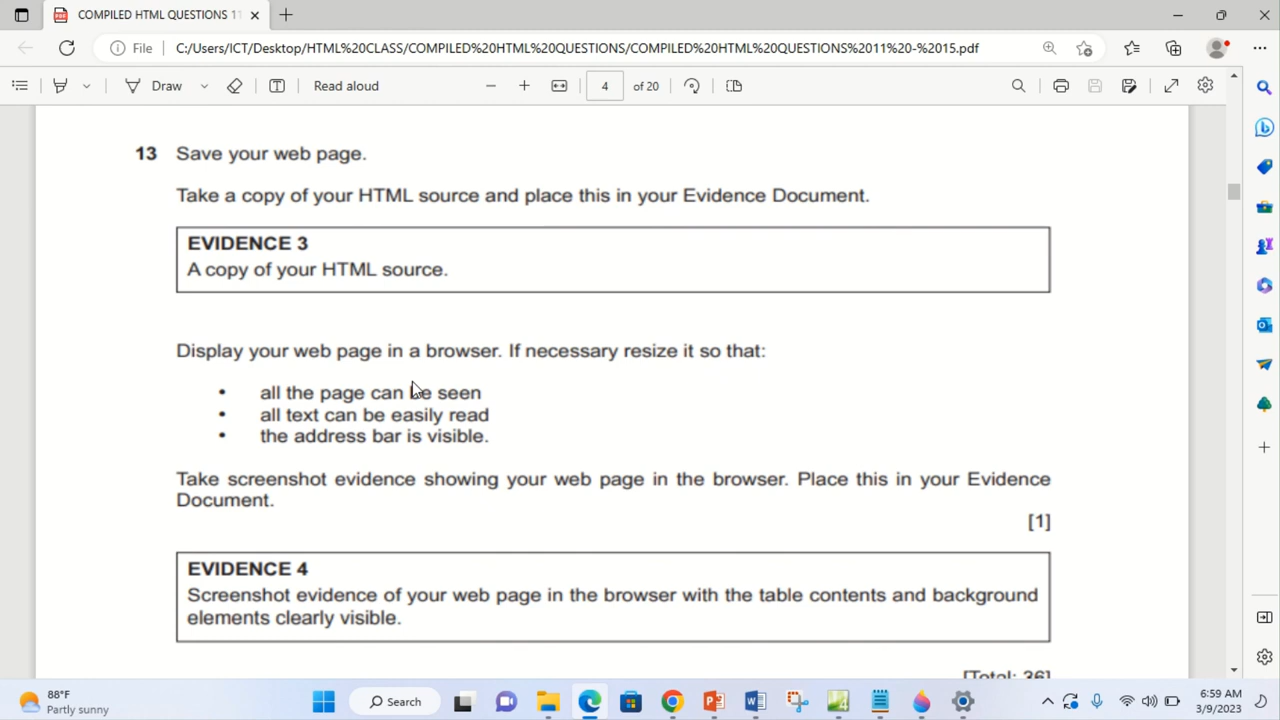 COMPILED HTML QUESTIONS 11
File C:/Users/ICT/Desktop/HTML%20CLASS/COMPILED%20HTML%20QUESTIONS/COMPILED%20HTML%20QUESTIONS%2011%20-%2015.pdf
Draw Read aloud 4 of 20
13 Save your web page.
Take a copy of your HTML source and place this in your Evidence Document.
EVIDENCE 3
A copy of your HTML source.
Display your web page in a browser. If necessary resize it so that:
• all the page can be seen
• all text can be easily read
• the address bar is visible.
Take screenshot evidence showing your web page in the browser. Place this in your Evidence
Document.
[1]
EVIDENCE 4
Screenshot evidence of your web page in the browser with the table contents and background
elements clearly visible.
[Total: 36]
88°F
Partly sunny
Search
6:59 AM
3/9/2023